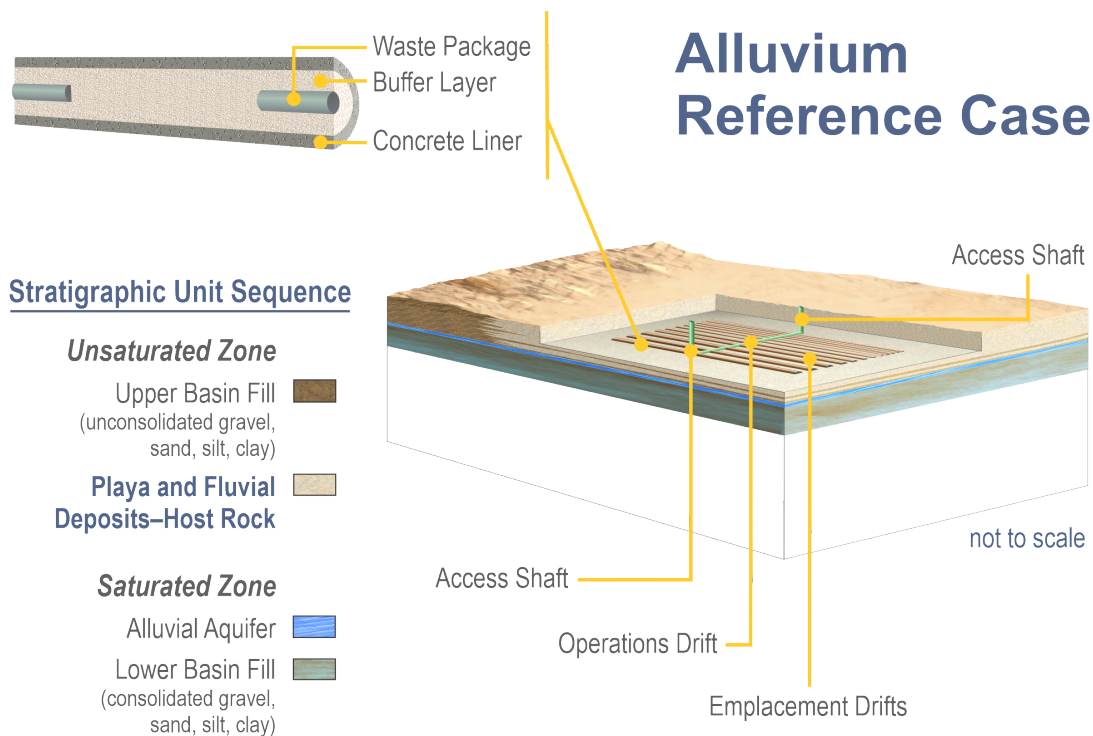 Alluvium
Reference Case
Waste Package
Buffer Layer
Concrete Liner
Access Shaft
Stratigraphic Unit Sequence
Unsaturated Zone
Upper Basin Fill
(unconsolidated gravel,
sand, silt, clay)
Playa and Fluvial
Deposits–Host Rock
Saturated Zone
Alluvial Aquifer
Lower Basin Fill
(consolidated gravel,
sand, silt, clay)
not to scale
Access Shaft
Operations Drift
Emplacement Drifts